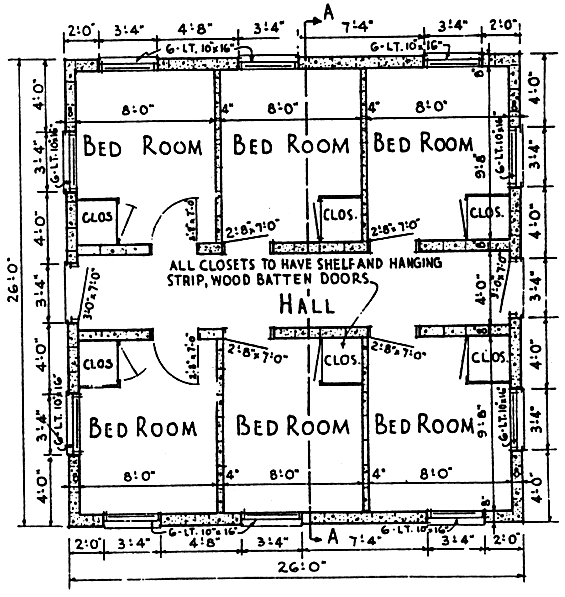 A
2'-0" 3'-4" 4'-8" 3'-4" 7'-4" 3'-4" 2'-0"
6-LT. 10"x16" 6-LT. 10"x16"
8"
4'-0" 8'-0" 4" 8'-0" 4" 8'-0" 4'-0"
BED ROOM BED ROOM BED ROOM
3'-4" 6-LT. 10"x16" 9'-8" 6-LT. 10"x16" 3'-4"
4'-0" CLOS. 2'-8"x7'-0" CLOS. CLOS. 4'-0"
2'-8"x7'-0" 2'-8"x7'-0"
8"
ALL CLOSETS TO HAVE SHELF AND HANGING
STRIP, WOOD BATTEN DOORS.
26'-0" 3'-4" 3'-0"x7'-0" HALL 4'-0" 3'-0"x7'-0" 3'-4"
8"
4'-0" 2'-8"x7'-0" 2'-8"x7'-0" 2'-8"x7'-0" 4'-0"
CLOS. CLOS. CLOS.
3'-4" 6-LT. 10"x16" 9'-8" 6-LT. 10"x16" 3'-4"
BED ROOM BED ROOM BED ROOM
4'-0" 8'-0" 4" 8'-0" 4" 8'-0" 4'-0"
8"
6-LT. 10"x16" 6-LT. 10"x16"
A
2'-0" 3'-4" 4'-8" 3'-4" 7'-4" 3'-4" 2'-0"
26'-0"